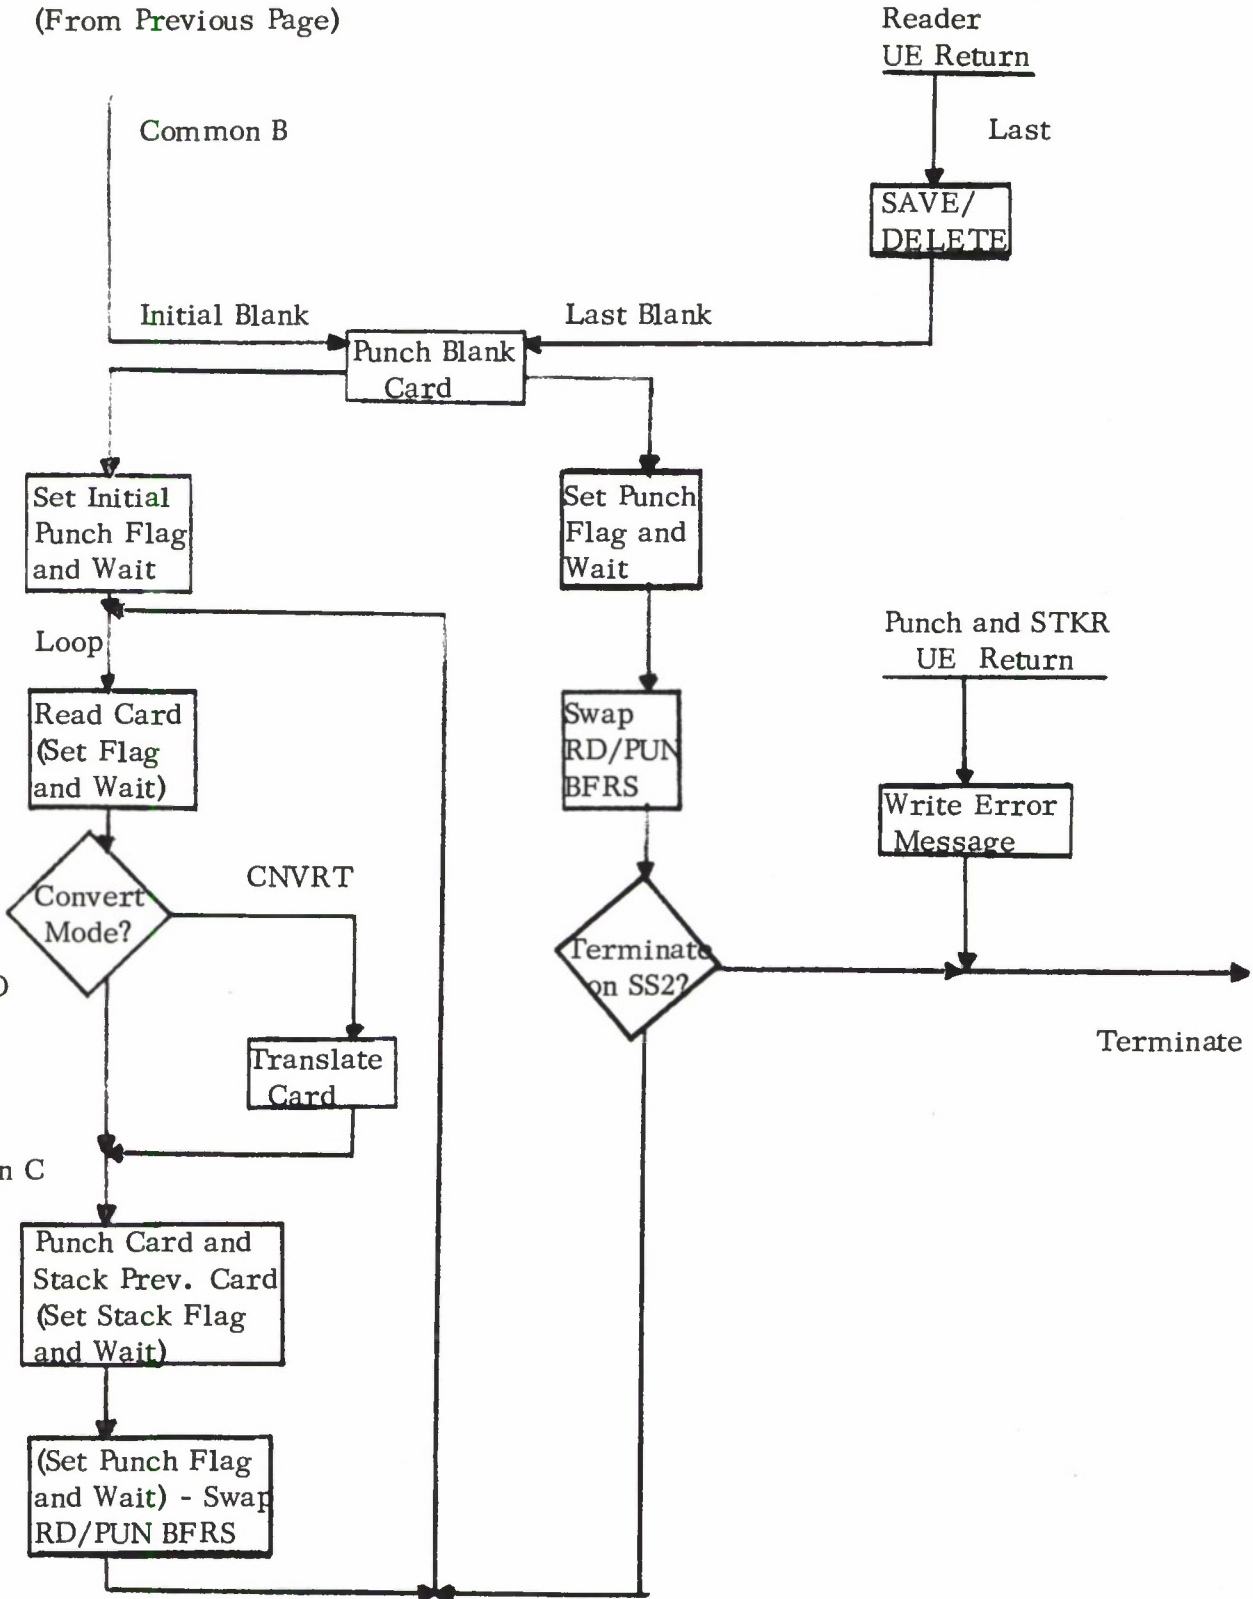 (From Previous Page)
Reader
UE Return
Common B
Last
SAVE/
DELETE
Initial Blank
Last Blank
Punch Blank
Card
Set Initial
Punch Flag
and Wait
Set Punch
Flag and
Wait
Loop
Punch and STKR
UE Return
Read Card
(Set Flag
and Wait)
Swap
RD/PUN
BFRS
Write Error
Message
Convert
Mode?
CNVRT
Terminate
on SS2?
Terminate
Translate
Card
n C
Punch Card and
Stack Prev. Card
(Set Stack Flag
and Wait)
(Set Punch Flag
and Wait) - Swap
RD/PUN BFRS